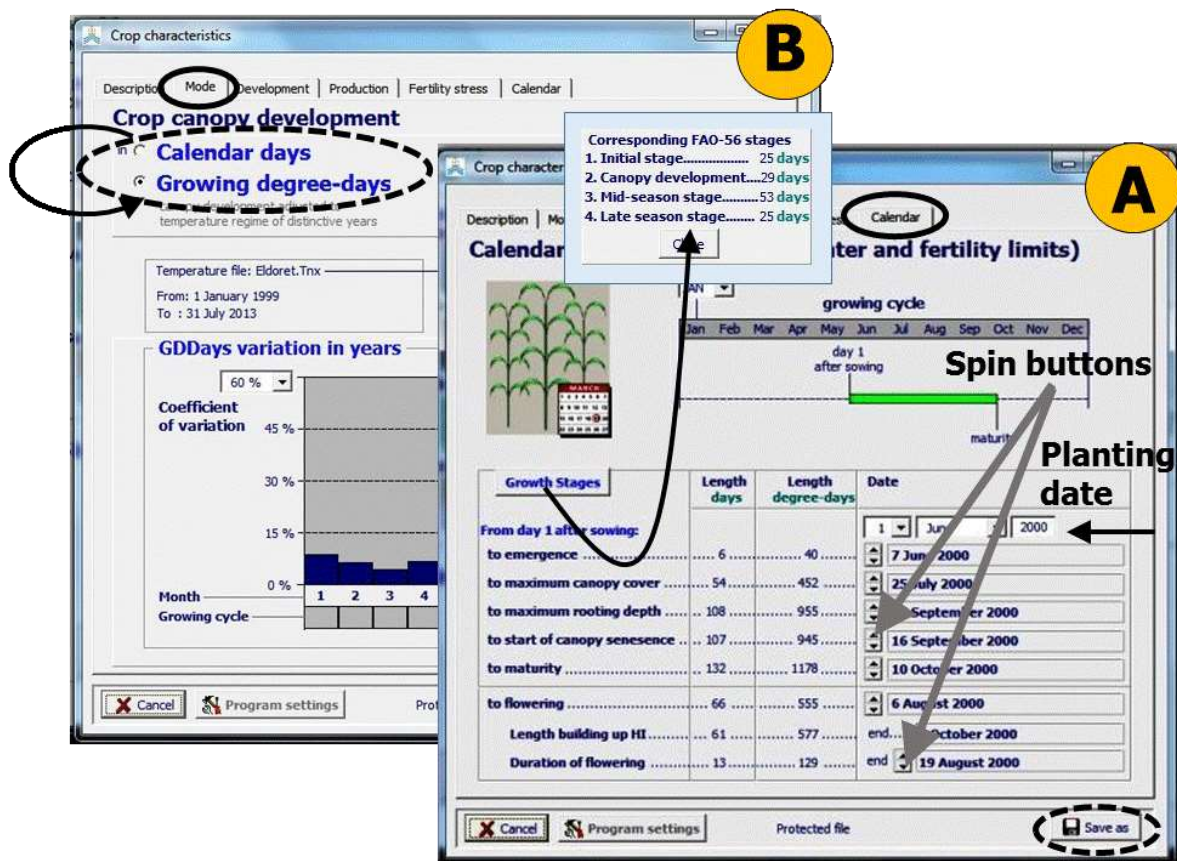 Crop characteristics
B
Mode
Development
Production
Fertility stress
Calendar
Crop canopy development
in
Calendar days
Growing degree-days
temperature regime of distinctive years
Temperature file: Eldoret.Tnx
From: 1 January 1999
To : 31 July 2013
GDDays variation in years
60 %
Coefficient
of variation
45 %
30 %
15 %
0 %
Month 1 2 3 4
Growing cycle
Cancel
Program settings
Corresponding FAO-56 stages
1. Initial stage.................. 25 days
2. Canopy development....29 days
3. Mid-season stage..........53 days
4. Late season stage........ 25 days
A
Description
Calendar
and fertility limits)
growing cycle
Jan Feb Mar Apr May Jun Jul Aug Sep Oct Nov Dec
day 1
after sowing
Spin buttons
Planting
date
MARCH
Growth Stages
Length
days
Length
degree-days
Date
From day 1 after sowing:
1 2000
to emergence 6 40 7 June 2000
to maximum canopy cover 54 452 25 July 2000
to maximum rooting depth 108 955 September 2000
to start of canopy senesence 107 945 16 September 2000
to maturity 132 1178 10 October 2000
to flowering 66 555 6 August 2000
Length building up HI 61 577 end... October 2000
Duration of flowering 13 129 end 19 August 2000
Cancel
Program settings
Protected file
Save as